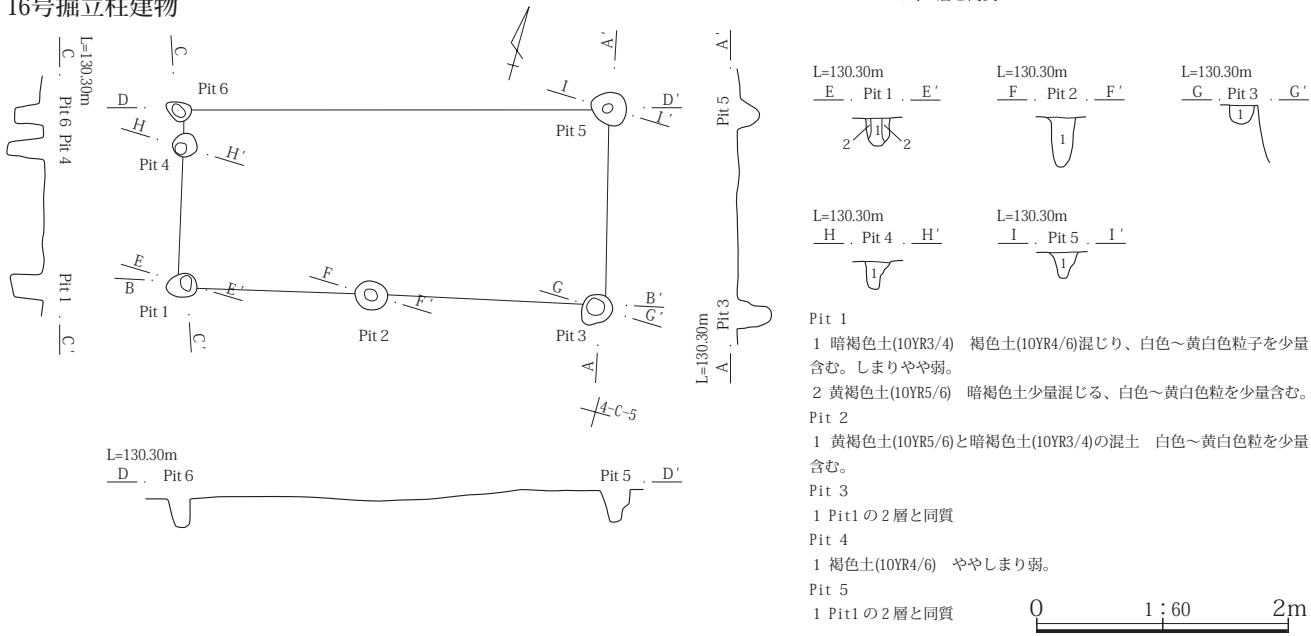 16号掘立柱建物
L=130.30m
C
Pit 6
Pit 4
Pit 1
C'
C
A'
D
Pit 6
I
D'
I'
Pit 5
H
H'
Pit 4
E
B
E'
Pit 1
C'
F
F'
Pit 2
G
B'
G'
Pit 3
A
4-C-5
A'
Pit 5
Pit 3
L=130.30m
A
L=130.30m
D Pit 6
Pit 5 D'
L=130.30m
E Pit 1 E'
1
2 2
L=130.30m
F Pit 2 F'
1
L=130.30m
G Pit 3 G'
1
L=130.30m
H Pit 4 H'
1
L=130.30m
I Pit 5 I'
1
Pit 1
1 暗褐色土(10YR3/4) 褐色土(10YR4/6)混じり、白色〜黄白色粒子を少量
含む。しまりやや弱。
2 黄褐色土(10YR5/6) 暗褐色土少量混じる、白色〜黄白色粒を少量含む。
Pit 2
1 黄褐色土(10YR5/6)と暗褐色土(10YR3/4)の混土 白色〜黄白色粒を少量
含む。
Pit 3
1 Pit1の2層と同質
Pit 4
1 褐色土(10YR4/6) ややしまり弱。
Pit 5
1 Pit1の2層と同質
0 1:60 2m